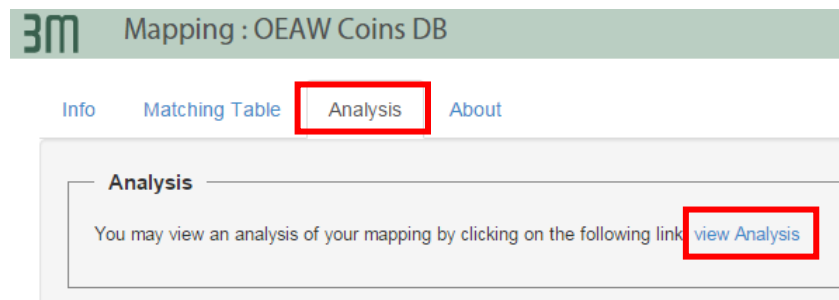 3M Mapping : OEAW Coins DB
Info Matching Table Analysis About
Analysis
You may view an analysis of your mapping by clicking on the following link view Analysis